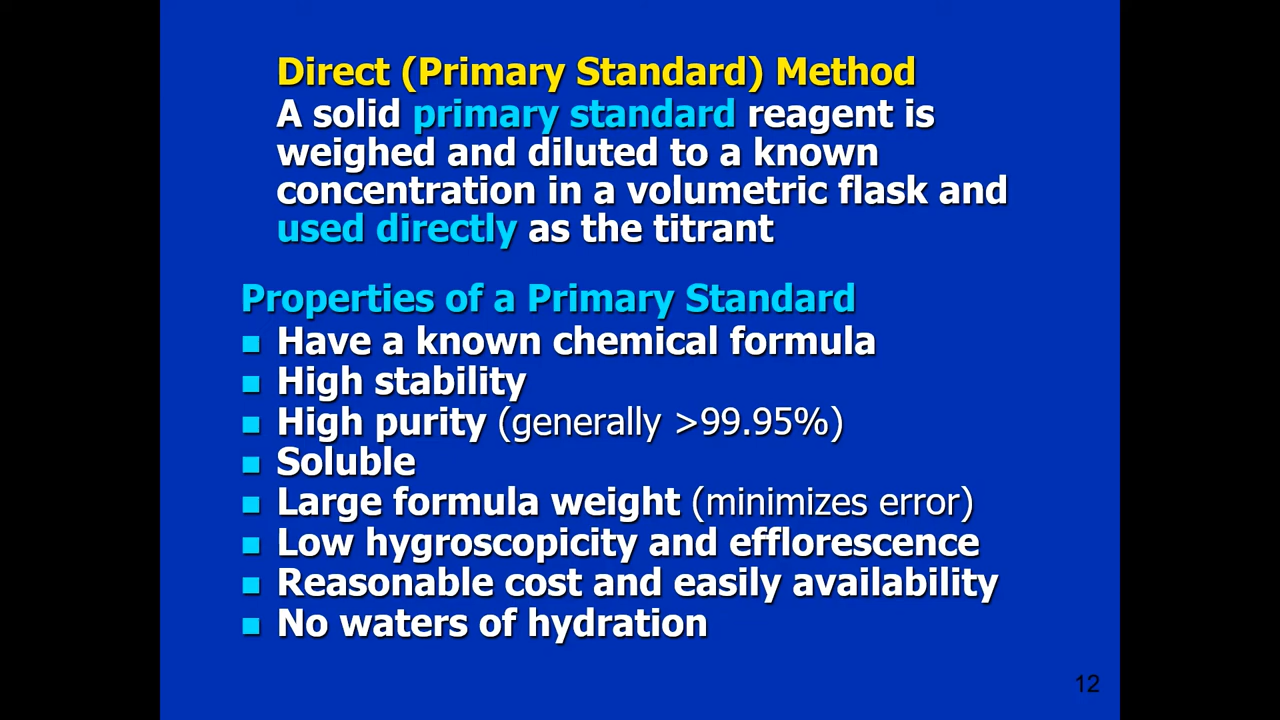 Direct (Primary Standard) Method
A solid primary standard reagent is
weighed and diluted to a known
concentration in a volumetric flask and
used directly as the titrant
Properties of a Primary Standard
Have a known chemical formula
High stability
High purity (generally >99.95%)
Soluble
Large formula weight (minimizes error)
Low hygroscopicity and efflorescence
Reasonable cost and easily availability
No waters of hydration
12